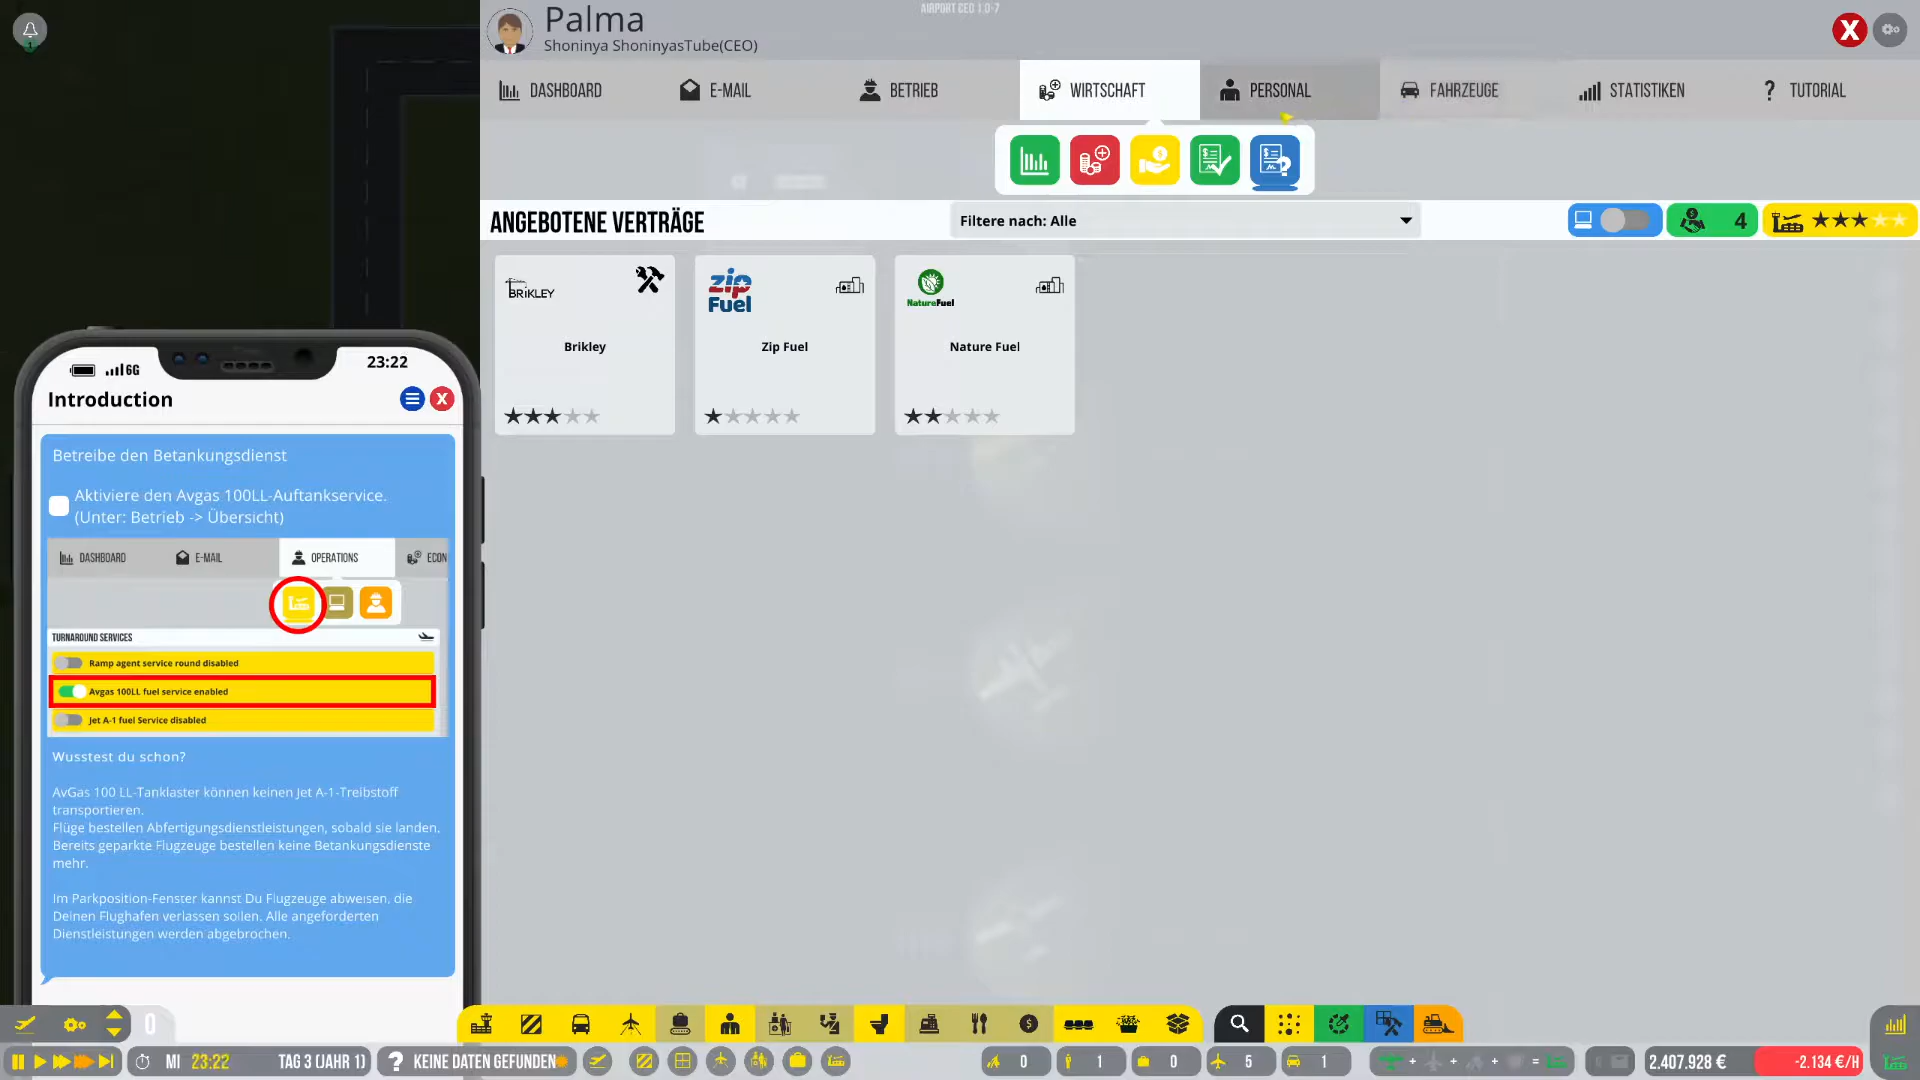 AIRPORT CEO 1.0-7
Palma
Shoninya ShoninyasTube(CEO)
DASHBOARD
E-MAIL
BETRIEB
WIRTSCHAFT
PERSONAL
FAHRZEUGE
STATISTIKEN
? TUTORIAL
ANGEBOTENE VERTRÄGE
Filtere nach: Alle
4
BRIKLEY
Brikley
zip Fuel
Zip Fuel
NatureFuel
Nature Fuel
6G
23:22
Introduction
Betreibe den Betankungsdienst
Aktiviere den Avgas 100LL-Auftankservice.
(Unter: Betrieb -> Übersicht)
DASHBOARD
E-MAIL
OPERATIONS
ECON
TURNAROUND SERVICES
Ramp agent service round disabled
Avgas 100LL fuel service enabled
Jet A-1 fuel Service disabled
Wusstest du schon?
AvGas 100 LL-Tanklaster können keinen Jet A-1-Treibstoff
transportieren.
Flüge bestellen Abfertigungsdienstleistungen, sobald sie landen.
Bereits geparkte Flugzeuge bestellen keine Betankungsdienste
mehr.
Im Parkposition-Fenster kannst Du Flugzeuge abweisen, die
Deinen Flughafen verlassen sollen. Alle angeforderten
Dienstleistungen werden abgebrochen.
0
MI 23:22 TAG 3 (JAHR 1)
? KEINE DATEN GEFUNDEN
0
1
0
5
1
2.407.928 €
-2.134 €/H